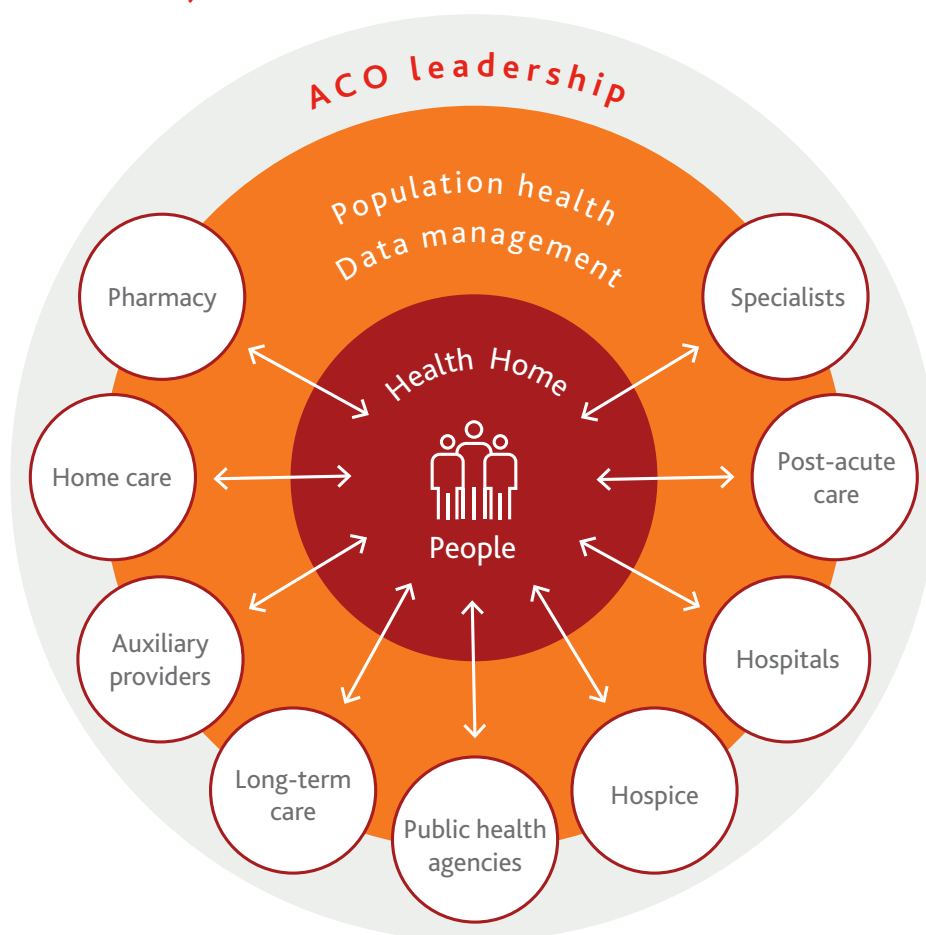 ACO leadership
Population health
Data management
Pharmacy
Specialists
Health Home
Home care
Post-acute
care
People
Auxiliary
providers
Hospitals
Long-term
care
Hospice
Public health
agencies